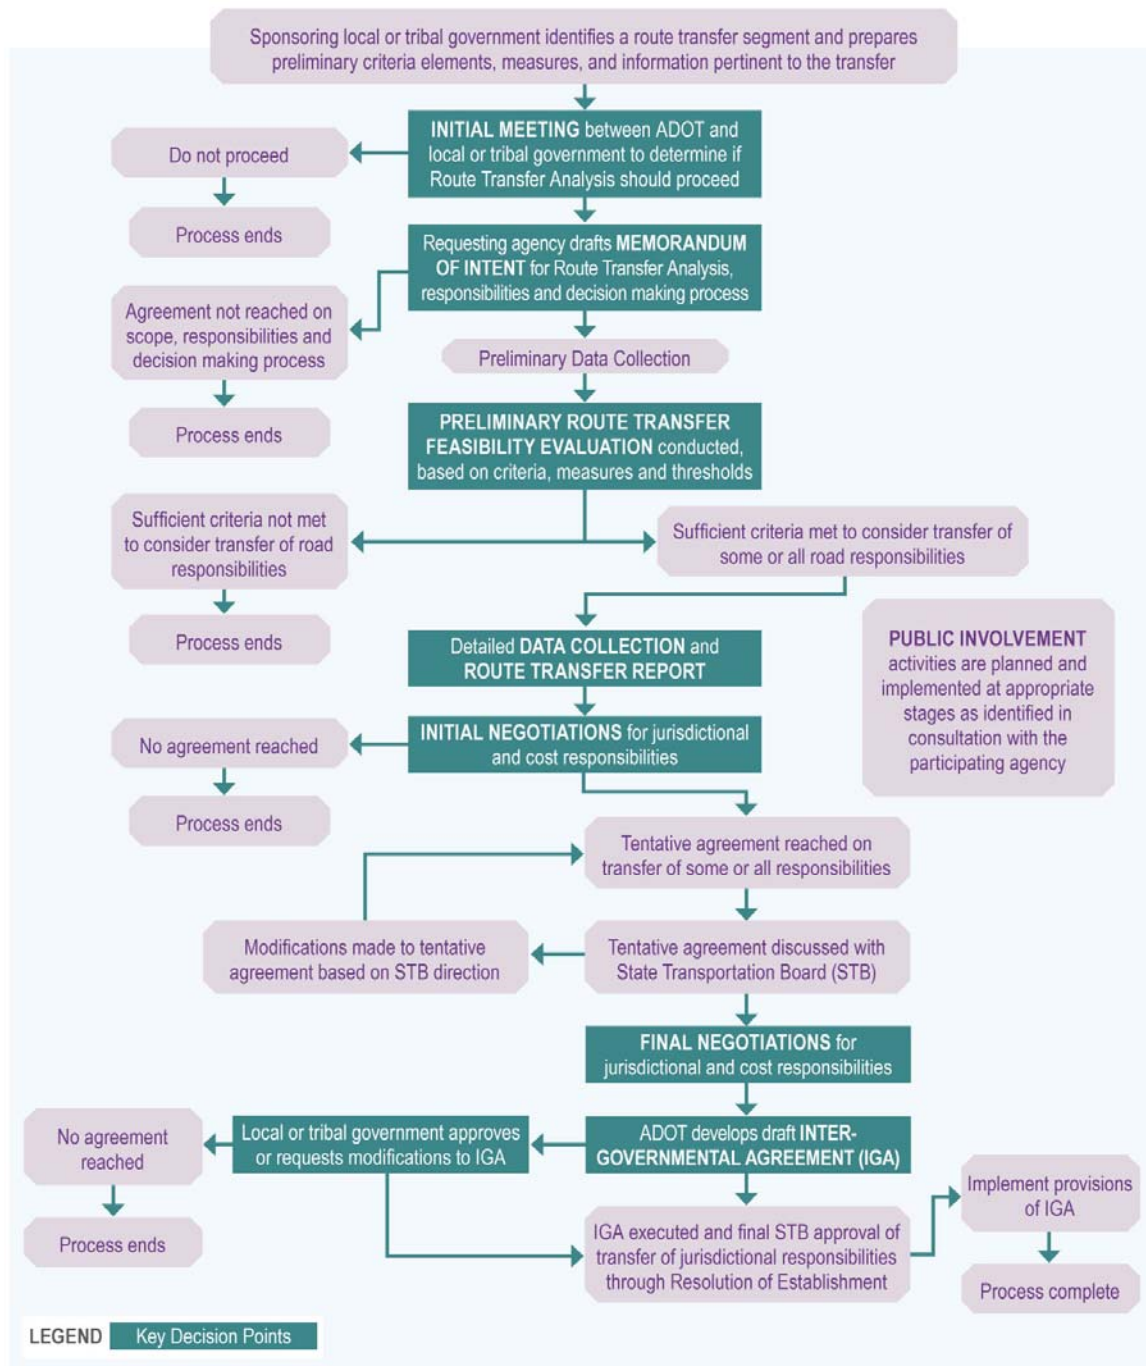 Sponsoring local or tribal government identifies a route transfer segment and prepares
preliminary criteria elements, measures, and information pertinent to the transfer
INITIAL MEETING between ADOT and
local or tribal government to determine if
Route Transfer Analysis should proceed
Do not proceed
Process ends
Requesting agency drafts MEMORANDUM
OF INTENT for Route Transfer Analysis,
responsibilities and decision making process
Agreement not reached on
scope, responsibilities and
decision making process
Process ends
Preliminary Data Collection
PRELIMINARY ROUTE TRANSFER
FEASIBILITY EVALUATION conducted,
based on criteria, measures and thresholds
Sufficient criteria not met
to consider transfer of road
responsibilities
Process ends
Sufficient criteria met to consider transfer of
some or all road responsibilities
Detailed DATA COLLECTION and
ROUTE TRANSFER REPORT
PUBLIC INVOLVEMENT
activities are planned and
implemented at appropriate
stages as identified in
consultation with the
participating agency
INITIAL NEGOTIATIONS for jurisdictional
and cost responsibilities
No agreement reached
Process ends
Tentative agreement reached on
transfer of some or all responsibilities
Tentative agreement discussed with
State Transportation Board (STB)
Modifications made to tentative
agreement based on STB direction
FINAL NEGOTIATIONS for
jurisdictional and cost responsibilities
ADOT develops draft INTER-
GOVERNMENTAL AGREEMENT (IGA)
Local or tribal government approves
or requests modifications to IGA
No agreement
reached
Process ends
IGA executed and final STB approval of
transfer of jurisdictional responsibilities
through Resolution of Establishment
Implement provisions
of IGA
Process complete
LEGEND Key Decision Points